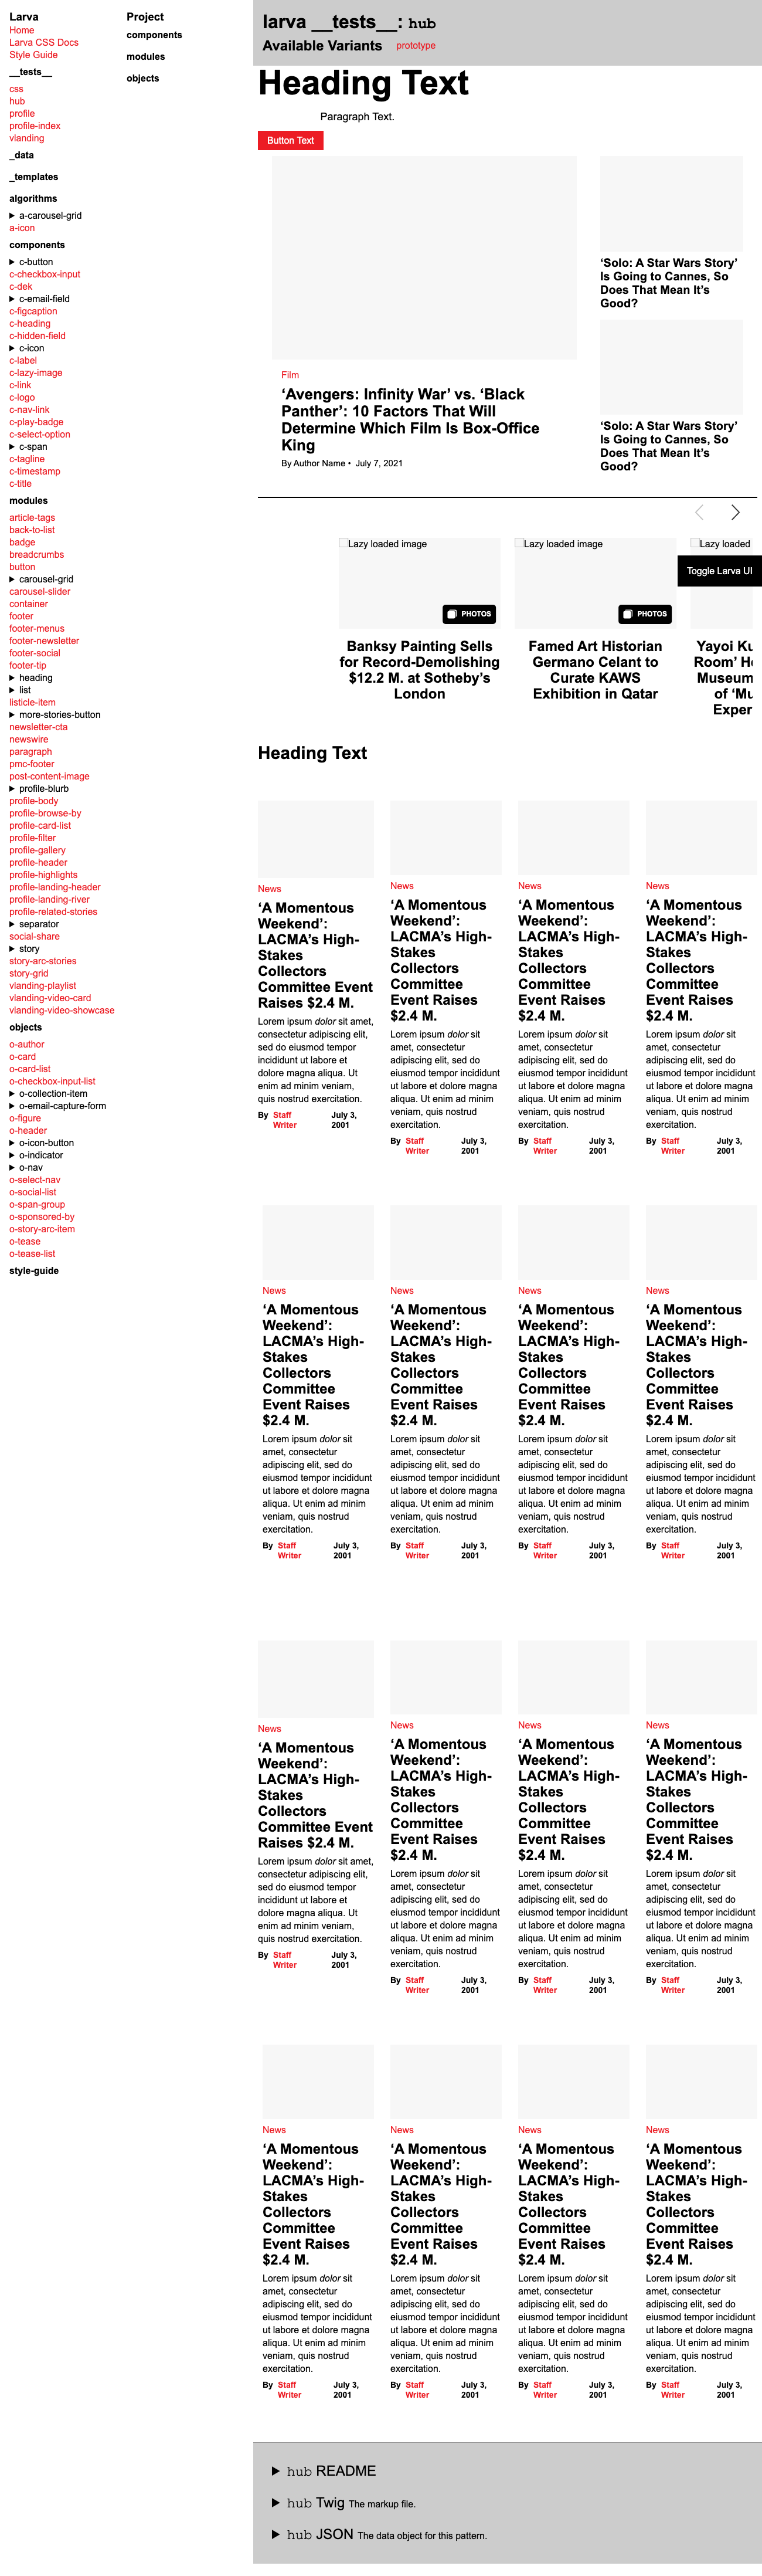 Larva
Home
Larva CSS Docs
Style Guide
__tests__
css
hub
profile
profile-index
vlanding
_data
_templates
algorithms
a-carousel-grid
a-icon
components
c-button
c-checkbox-input
c-dek
c-email-field
c-figcaption
c-heading
c-hidden-field
c-icon
c-label
c-lazy-image
c-link
c-logo
c-nav-link
c-play-badge
c-select-option
c-span
c-tagline
c-timestamp
c-title
modules
article-tags
back-to-list
badge
breadcrumbs
button
carousel-grid
carousel-slider
container
footer
footer-menus
footer-newsletter
footer-social
footer-tip
heading
list
listicle-item
more-stories-button
newsletter-cta
newswire
paragraph
pmc-footer
post-content-image
profile-blurb
profile-body
profile-browse-by
profile-card-list
profile-filter
profile-gallery
profile-header
profile-highlights
profile-landing-header
profile-landing-river
profile-related-stories
separator
social-share
story
story-arc-stories
story-grid
vlanding-playlist
vlanding-video-card
vlanding-video-showcase
objects
o-author
o-card
o-card-list
o-checkbox-input-list
o-collection-item
o-email-capture-form
o-figure
o-header
o-icon-button
o-indicator
o-nav
o-select-nav
o-social-list
o-span-group
o-sponsored-by
o-story-arc-item
o-tease
o-tease-list
style-guide
Project
components
modules
objects
larva __tests__: hub
Available Variants prototype
Heading Text
Paragraph Text.
Button Text
Film
‘Avengers: Infinity War’ vs. ‘Black
Panther’: 10 Factors That Will
Determine Which Film Is Box-Office
King
By Author Name • July 7, 2021
‘Solo: A Star Wars Story’
Is Going to Cannes, So
Does That Mean It’s
Good?
‘Solo: A Star Wars Story’
Is Going to Cannes, So
Does That Mean It’s
Good?
Lazy loaded image
PHOTOS
Banksy Painting Sells
for Record-Demolishing
$12.2 M. at Sotheby’s
London
Lazy loaded image
PHOTOS
Famed Art Historian
Germano Celant to
Curate KAWS
Exhibition in Qatar
Lazy loaded
Toggle Larva UI
Yayoi Ku
Room’ Ho
Museum
of ‘Mu
Exper
Heading Text
News
‘A Momentous
Weekend’:
LACMA’s High-
Stakes
Collectors
Committee Event
Raises $2.4 M.
Lorem ipsum dolor sit amet,
consectetur adipiscing elit,
sed do eiusmod tempor
incididunt ut labore et
dolore magna aliqua. Ut
enim ad minim veniam,
quis nostrud exercitation.
By Staff Writer July 3, 2001
News
‘A Momentous
Weekend’:
LACMA’s High-
Stakes
Collectors
Committee
Event Raises
$2.4 M.
Lorem ipsum dolor sit
amet, consectetur
adipiscing elit, sed do
eiusmod tempor incididunt
ut labore et dolore magna
aliqua. Ut enim ad minim
veniam, quis nostrud
exercitation.
By Staff Writer July 3, 2001
News
‘A Momentous
Weekend’:
LACMA’s High-
Stakes
Collectors
Committee
Event Raises
$2.4 M.
Lorem ipsum dolor sit
amet, consectetur
adipiscing elit, sed do
eiusmod tempor incididunt
ut labore et dolore magna
aliqua. Ut enim ad minim
veniam, quis nostrud
exercitation.
By Staff Writer July 3, 2001
News
‘A Momentous
Weekend’:
LACMA’s High-
Stakes
Collectors
Committee
Event Raises
$2.4 M.
Lorem ipsum dolor sit
amet, consectetur
adipiscing elit, sed do
eiusmod tempor incididunt
ut labore et dolore magna
aliqua. Ut enim ad minim
veniam, quis nostrud
exercitation.
By Staff Writer July 3, 2001
News
‘A Momentous
Weekend’:
LACMA’s High-
Stakes
Collectors
Committee
Event Raises
$2.4 M.
Lorem ipsum dolor sit
amet, consectetur
adipiscing elit, sed do
eiusmod tempor incididunt
ut labore et dolore magna
aliqua. Ut enim ad minim
veniam, quis nostrud
exercitation.
By Staff Writer July 3, 2001
News
‘A Momentous
Weekend’:
LACMA’s High-
Stakes
Collectors
Committee
Event Raises
$2.4 M.
Lorem ipsum dolor sit
amet, consectetur
adipiscing elit, sed do
eiusmod tempor incididunt
ut labore et dolore magna
aliqua. Ut enim ad minim
veniam, quis nostrud
exercitation.
By Staff Writer July 3, 2001
News
‘A Momentous
Weekend’:
LACMA’s High-
Stakes
Collectors
Committee
Event Raises
$2.4 M.
Lorem ipsum dolor sit
amet, consectetur
adipiscing elit, sed do
eiusmod tempor incididunt
ut labore et dolore magna
aliqua. Ut enim ad minim
veniam, quis nostrud
exercitation.
By Staff Writer July 3, 2001
News
‘A Momentous
Weekend’:
LACMA’s High-
Stakes
Collectors
Committee
Event Raises
$2.4 M.
Lorem ipsum dolor sit
amet, consectetur
adipiscing elit, sed do
eiusmod tempor incididunt
ut labore et dolore magna
aliqua. Ut enim ad minim
veniam, quis nostrud
exercitation.
By Staff Writer July 3, 2001
News
‘A Momentous
Weekend’:
LACMA’s High-
Stakes
Collectors
Committee Event
Raises $2.4 M.
Lorem ipsum dolor sit amet,
consectetur adipiscing elit,
sed do eiusmod tempor
incididunt ut labore et
dolore magna aliqua. Ut
enim ad minim veniam,
quis nostrud exercitation.
By Staff Writer July 3, 2001
News
‘A Momentous
Weekend’:
LACMA’s High-
Stakes
Collectors
Committee
Event Raises
$2.4 M.
Lorem ipsum dolor sit
amet, consectetur
adipiscing elit, sed do
eiusmod tempor incididunt
ut labore et dolore magna
aliqua. Ut enim ad minim
veniam, quis nostrud
exercitation.
By Staff Writer July 3, 2001
News
‘A Momentous
Weekend’:
LACMA’s High-
Stakes
Collectors
Committee
Event Raises
$2.4 M.
Lorem ipsum dolor sit
amet, consectetur
adipiscing elit, sed do
eiusmod tempor incididunt
ut labore et dolore magna
aliqua. Ut enim ad minim
veniam, quis nostrud
exercitation.
By Staff Writer July 3, 2001
News
‘A Momentous
Weekend’:
LACMA’s High-
Stakes
Collectors
Committee
Event Raises
$2.4 M.
Lorem ipsum dolor sit
amet, consectetur
adipiscing elit, sed do
eiusmod tempor incididunt
ut labore et dolore magna
aliqua. Ut enim ad minim
veniam, quis nostrud
exercitation.
By Staff Writer July 3, 2001
News
‘A Momentous
Weekend’:
LACMA’s High-
Stakes
Collectors
Committee
Event Raises
$2.4 M.
Lorem ipsum dolor sit
amet, consectetur
adipiscing elit, sed do
eiusmod tempor incididunt
ut labore et dolore magna
aliqua. Ut enim ad minim
veniam, quis nostrud
exercitation.
By Staff Writer July 3, 2001
News
‘A Momentous
Weekend’:
LACMA’s High-
Stakes
Collectors
Committee
Event Raises
$2.4 M.
Lorem ipsum dolor sit
amet, consectetur
adipiscing elit, sed do
eiusmod tempor incididunt
ut labore et dolore magna
aliqua. Ut enim ad minim
veniam, quis nostrud
exercitation.
By Staff Writer July 3, 2001
News
‘A Momentous
Weekend’:
LACMA’s High-
Stakes
Collectors
Committee
Event Raises
$2.4 M.
Lorem ipsum dolor sit
amet, consectetur
adipiscing elit, sed do
eiusmod tempor incididunt
ut labore et dolore magna
aliqua. Ut enim ad minim
veniam, quis nostrud
exercitation.
By Staff Writer July 3, 2001
News
‘A Momentous
Weekend’:
LACMA’s High-
Stakes
Collectors
Committee
Event Raises
$2.4 M.
Lorem ipsum dolor sit
amet, consectetur
adipiscing elit, sed do
eiusmod tempor incididunt
ut labore et dolore magna
aliqua. Ut enim ad minim
veniam, quis nostrud
exercitation.
By Staff Writer July 3, 2001
hub README
hub Twig The markup file.
hub JSON The data object for this pattern.